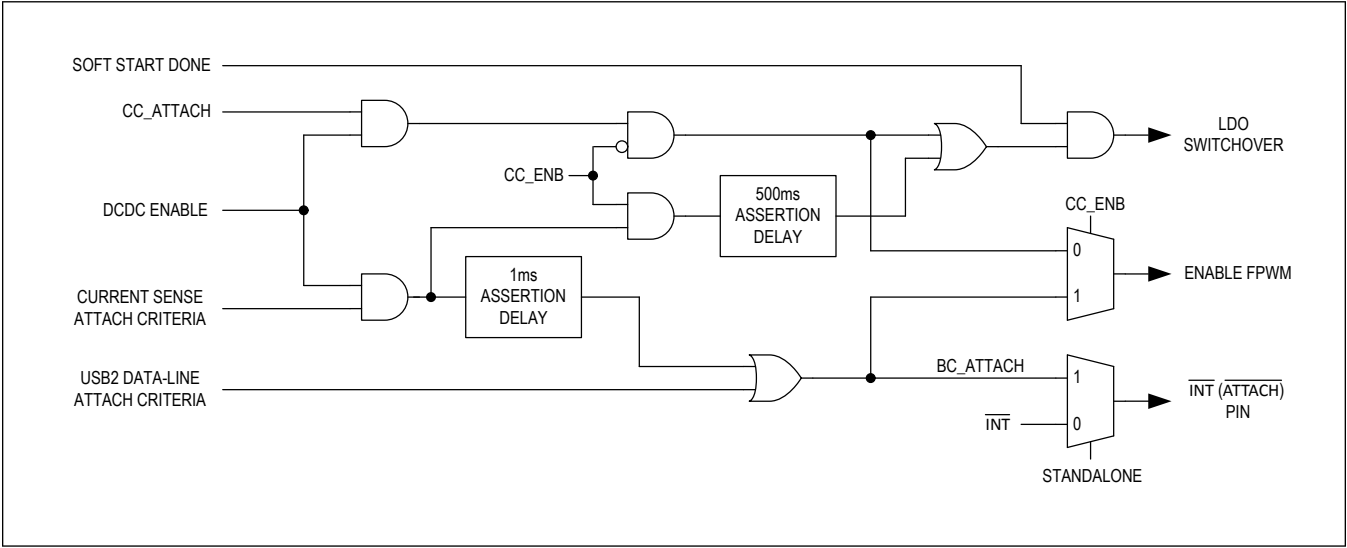 SOFT START DONE
CC_ATTACH
DCDC ENABLE
CURRENT SENSE
ATTACH CRITERIA
USB2 DATA-LINE
ATTACH CRITERIA
CC_ENB
1ms
ASSERTION
DELAY
500ms
ASSERTION
DELAY
LDO
SWITCHOVER
CC_ENB
0
1
ENABLE FPWM
BC_ATTACH
1
0
INT
STANDALONE
INT (ATTACH)
PIN